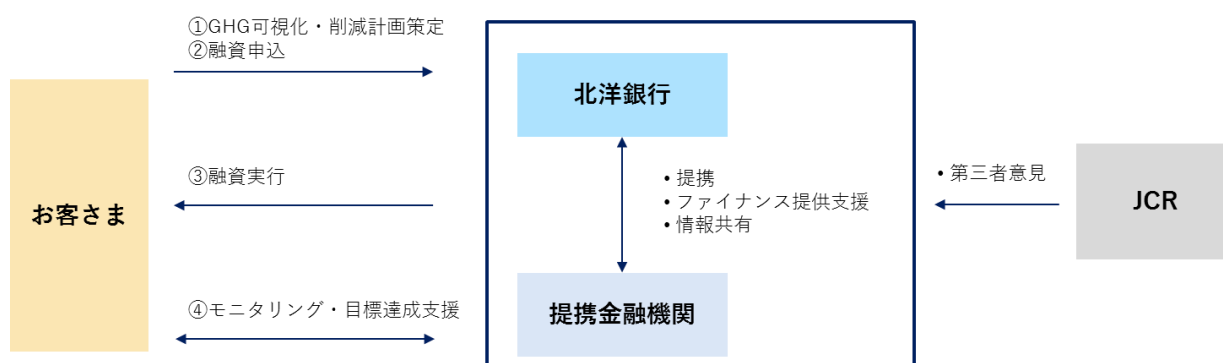 ①GHG可視化・削減計画策定
②融資申込
北洋銀行
③融資実行
• 提携
• ファイナンス提供支援
• 情報共有
• 第三者意見
お客さま
JCR
④モニタリング・目標達成支援
提携金融機関